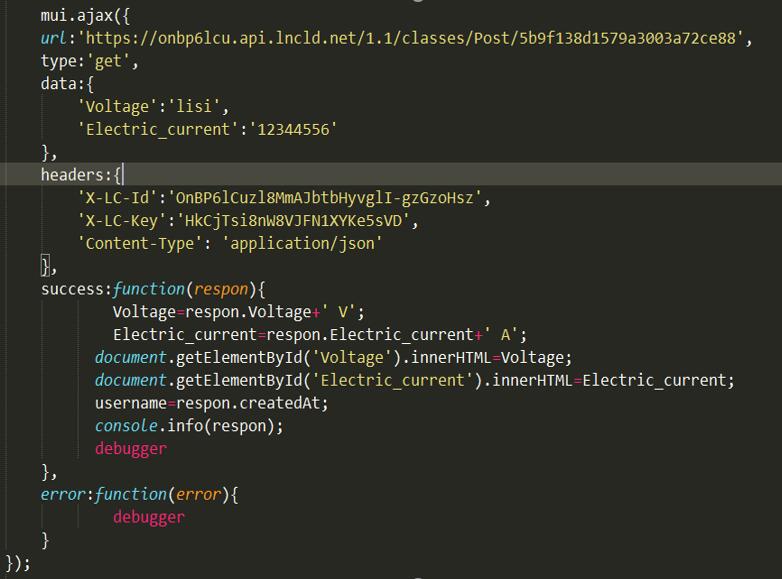 mui.ajax({
url:'https://onbp6lcu.api.lncld.net/1.1/classes/Post/5b9f138d1579a3003a72ce88',
type:'get',
data:{
'Voltage':'lisi',
'Electric_current':'12344556'
},
headers:{
'X-LC-Id':'OnBP6lCuzl8MmAJbtbHyvglI-gzGzoHsz',
'X-LC-Key':'HkCjTsi8nW8VJFN1XYKe5sVD',
'Content-Type': 'application/json'
},
success:function(respon){
Voltage=respon.Voltage+' V';
Electric_current=respon.Electric_current+' A';
document.getElementById('Voltage').innerHTML=Voltage;
document.getElementById('Electric_current').innerHTML=Electric_current;
username=respon.createdAt;
console.info(respon);
debugger
},
error:function(error){
debugger
}
});